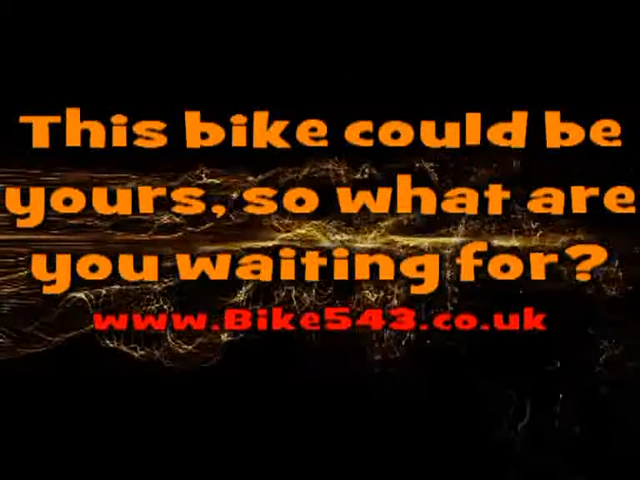 This bike could be
yours, so what are
you waiting for?
www.Bike543.co.uk